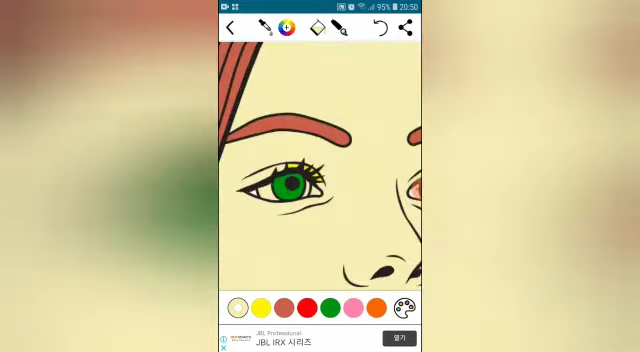 95% 20:50
JBL Professional
JBL IRX 시리즈
열기